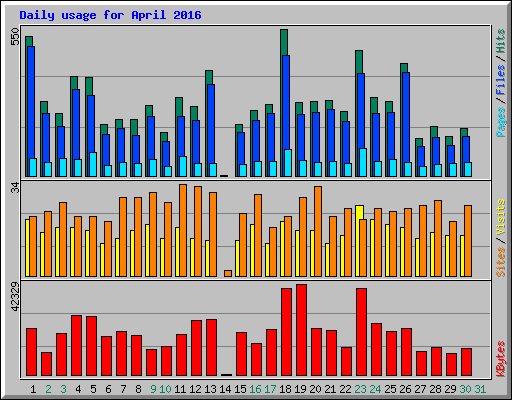 Daily usage for April 2016
550
Pages / Files / Hits
34
Sites / Visits
42329
KBytes
1 2 3 4 5 6 7 8 9 10 11 12 13 14 15 16 17 18 19 20 21 22 23 24 25 26 27 28 29 30 31